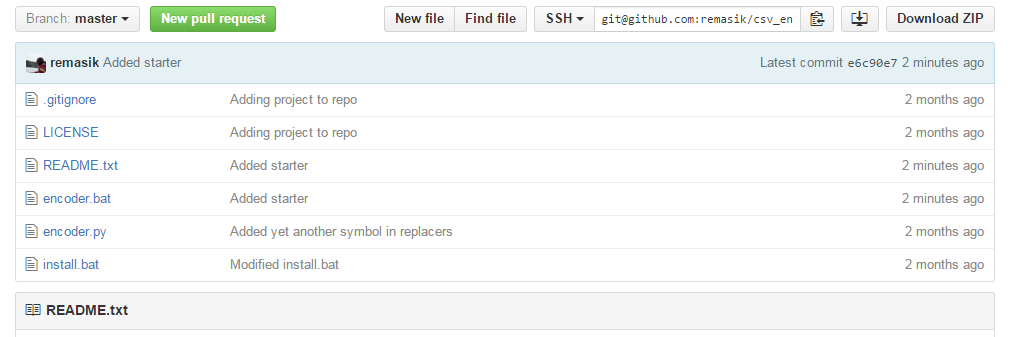 Branch: master New pull request New file Find file SSH git@github.com:remasik/csv_en Download ZIP
remasik Added starter Latest commit e6c90e7 2 minutes ago
.gitignore Adding project to repo 2 months ago
LICENSE Adding project to repo 2 months ago
README.txt Added starter 2 minutes ago
encoder.bat Added starter 2 minutes ago
encoder.py Added yet another symbol in replacers 2 months ago
install.bat Modified install.bat 2 months ago
README.txt